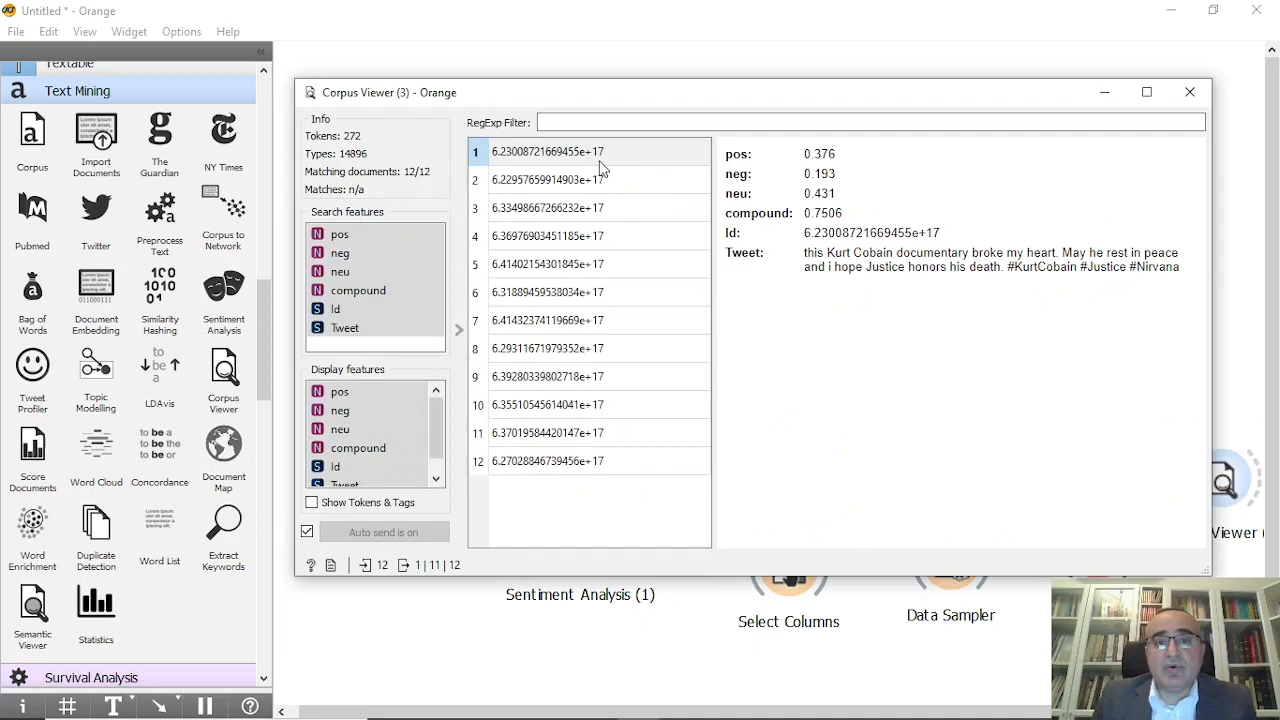 Untitled * - Orange
File Edit View Widget Options Help
Textable
Text Mining
Corpus
Import Documents
The Guardian
NY Times
Pubmed
Twitter
Preprocess Text
Corpus to Network
Bag of Words
Document Embedding
Similarity Hashing
Sentiment Analysis
Tweet Profiler
Topic Modelling
LDAvis
Corpus Viewer
Score Documents
Word Cloud
Concordance
Document Map
Word Enrichment
Duplicate Detection
Word List
Extract Keywords
Semantic Viewer
Statistics
Survival Analysis
Corpus Viewer (3) - Orange
Info
Tokens: 272
Types: 14896
Matching documents: 12/12
Matches: n/a
Search features
pos
neg
neu
compound
Id
Tweet
Display features
pos
neg
neu
compound
Id
Tweet
Show Tokens & Tags
Auto send is on
? 12 1 | 11 | 12
RegExp Filter:
1 6.23008721669455e+17
2 6.22957659914903e+17
3 6.33498667266232e+17
4 6.36976303451185e+17
5 6.41402154301845e+17
6 6.31889459538034e+17
7 6.41432374119669e+17
8 6.29311671979352e+17
9 6.39280339802718e+17
10 6.35510545614041e+17
11 6.37019584420147e+17
12 6.27028846739456e+17
pos: 0.376
neg: 0.193
neu: 0.431
compound: 0.7506
Id: 6.23008721669455e+17
Tweet: this Kurt Cobain documentary broke my heart. May he rest in peace
and i hope Justice honors his death. #KurtCobain #Justice #Nirvana
Viewer (
Sentiment Analysis (1)
Select Columns
Data Sampler